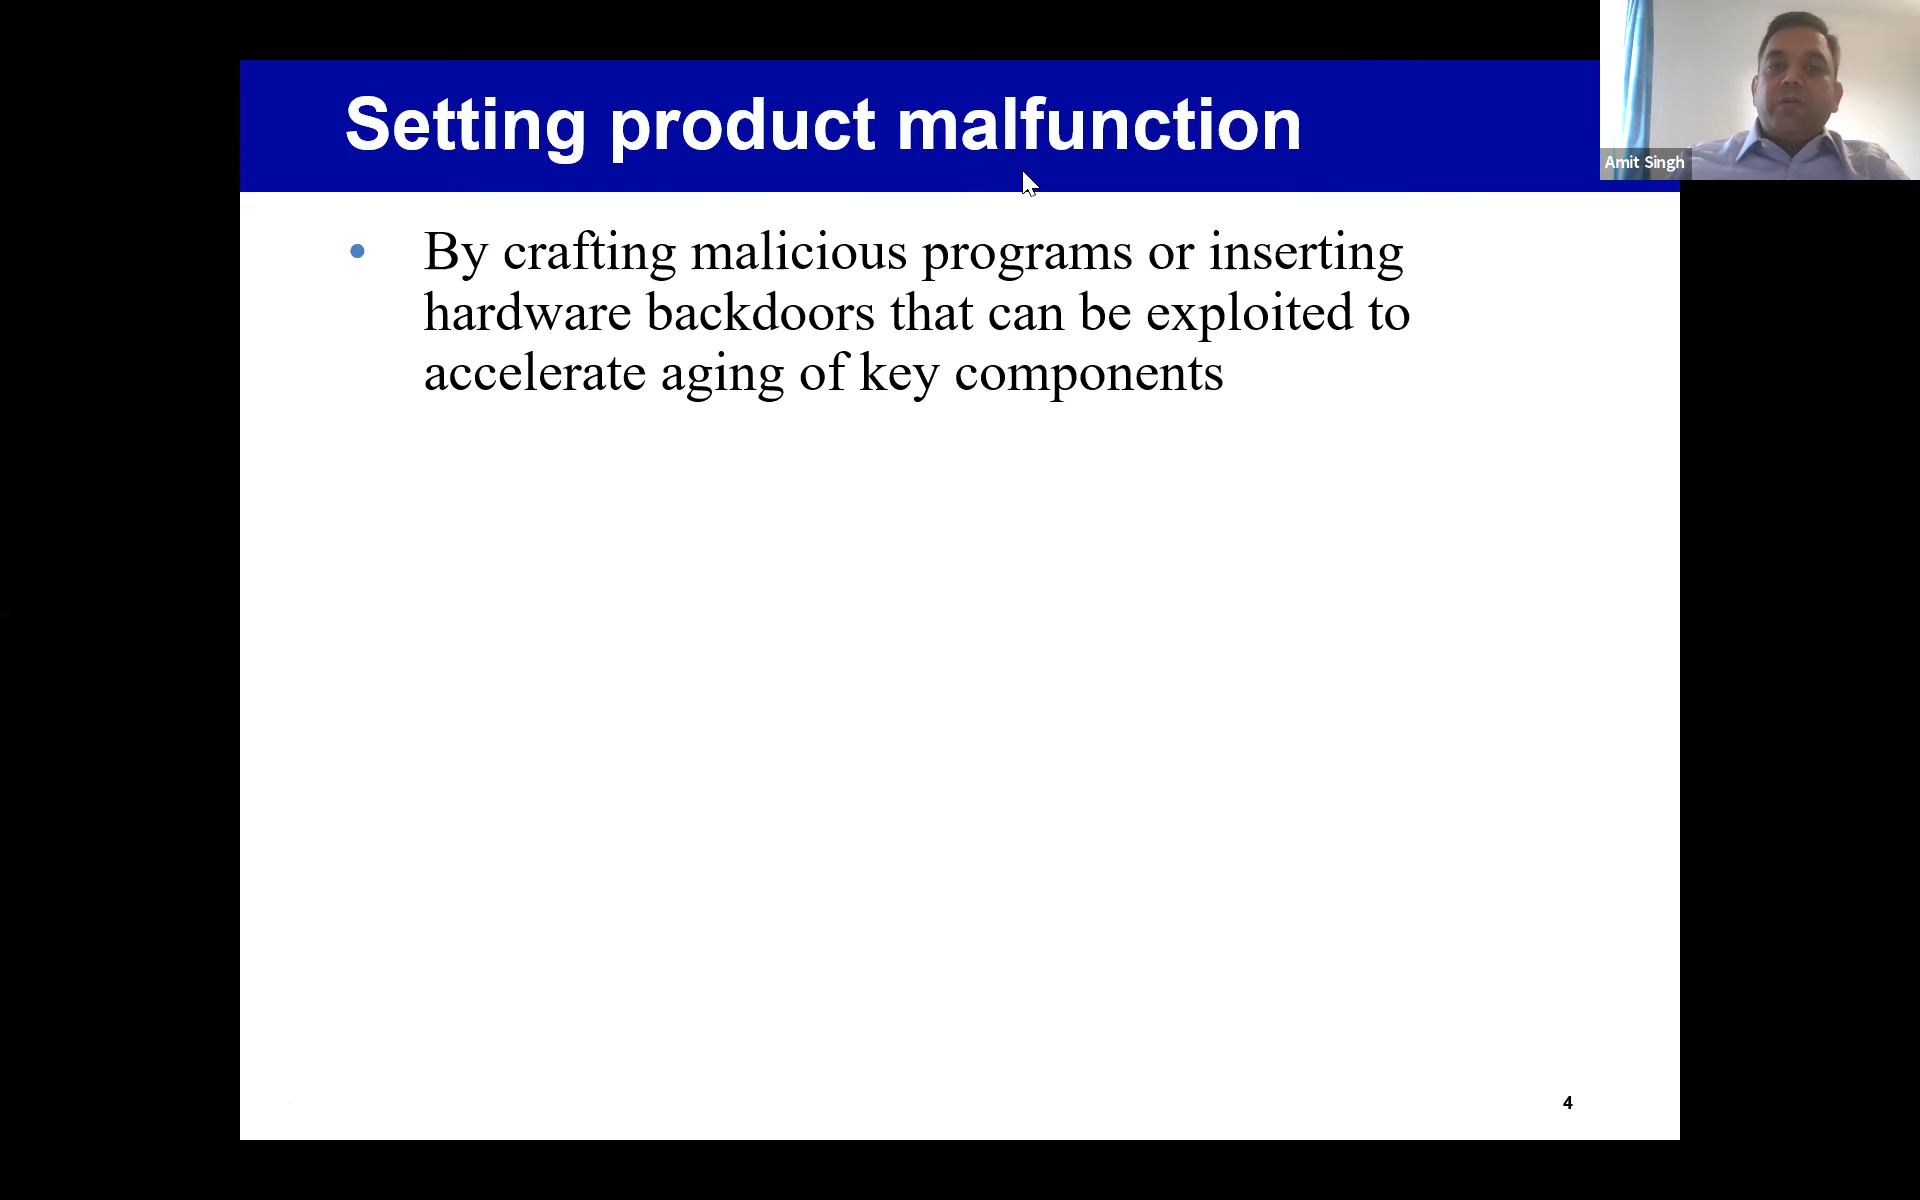 Setting product malfunction
Amit Singh
• By crafting malicious programs or inserting
hardware backdoors that can be exploited to
accelerate aging of key components
4